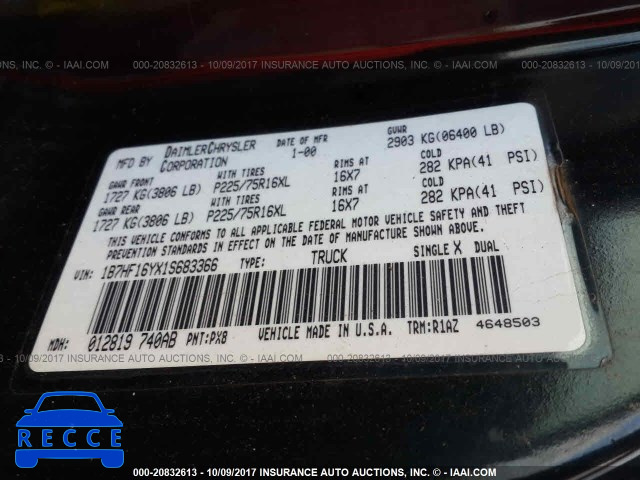 000-20832613 - 10/09/2017 INSURANCE AUTO AUCTIONS, INC. © - IAAI.COM
MFD BY DAIMLERCHRYSLER CORPORATION
DATE OF MFR 1-00
GVWR 2903 KG(06400 LB)
GAWR FRONT 1727 KG(3806 LB)
WITH TIRES P225/75R16XL
RIMS AT 16X7
COLD 282 KPA(41 PSI)
GAWR REAR 1727 KG(3806 LB)
WITH TIRES P225/75R16XL
RIMS AT 16X7
COLD 282 KPA(41 PSI)
THIS VEHICLE CONFORMS TO ALL APPLICABLE FEDERAL MOTOR VEHICLE SAFETY AND THEFT
PREVENTION STANDARDS IN EFFECT ON THE DATE OF MANUFACTURE SHOWN ABOVE.
VIN: 1B7HF16YX1S683366 TYPE: TRUCK SINGLE X DUAL
MDH: 012819 740AB PNT:PX8 VEHICLE MADE IN U.S.A. TRM:R1AZ 4648503
RECCE
000-20832613 - 10/09/2017 INSURANCE AUTO AUCTIONS, INC. © - IAAI.COM